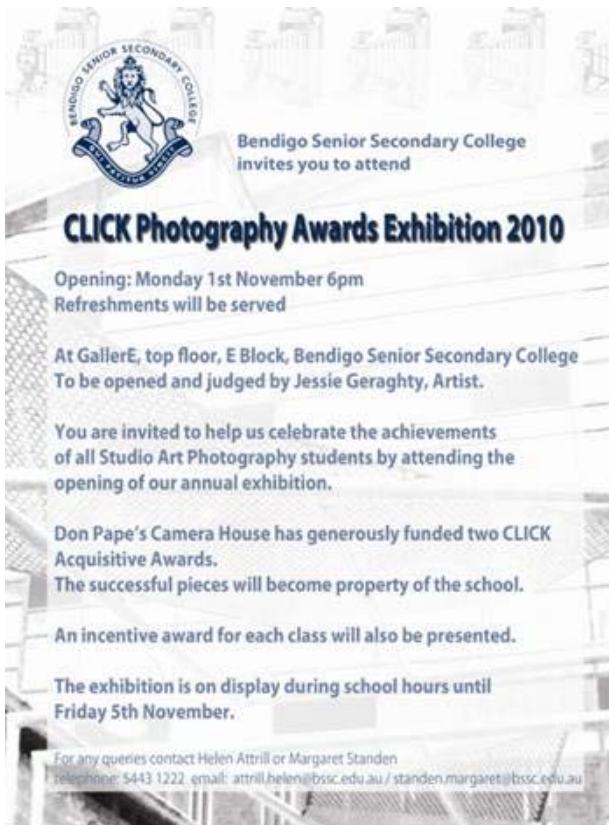 BENDIGO SENIOR SECONDARY COLLEGE
QUI PATITUR VINCIT
Bendigo Senior Secondary College
invites you to attend
CLICK Photography Awards Exhibition 2010
Opening: Monday 1st November 6pm
Refreshments will be served
At GallerE, top floor, E Block, Bendigo Senior Secondary College
To be opened and judged by Jessie Geraghty, Artist.
You are invited to help us celebrate the achievements
of all Studio Art Photography students by attending the
opening of our annual exhibition.
Don Pape's Camera House has generously funded two CLICK
Acquisitive Awards.
The successful pieces will become property of the school.
An incentive award for each class will also be presented.
The exhibition is on display during school hours until
Friday 5th November.
For any queries contact Helen Attrill or Margaret Standen
telephone: 5443 1222 email: attrill.helen@bssc.edu.au / standen.margaret@bssc.edu.au